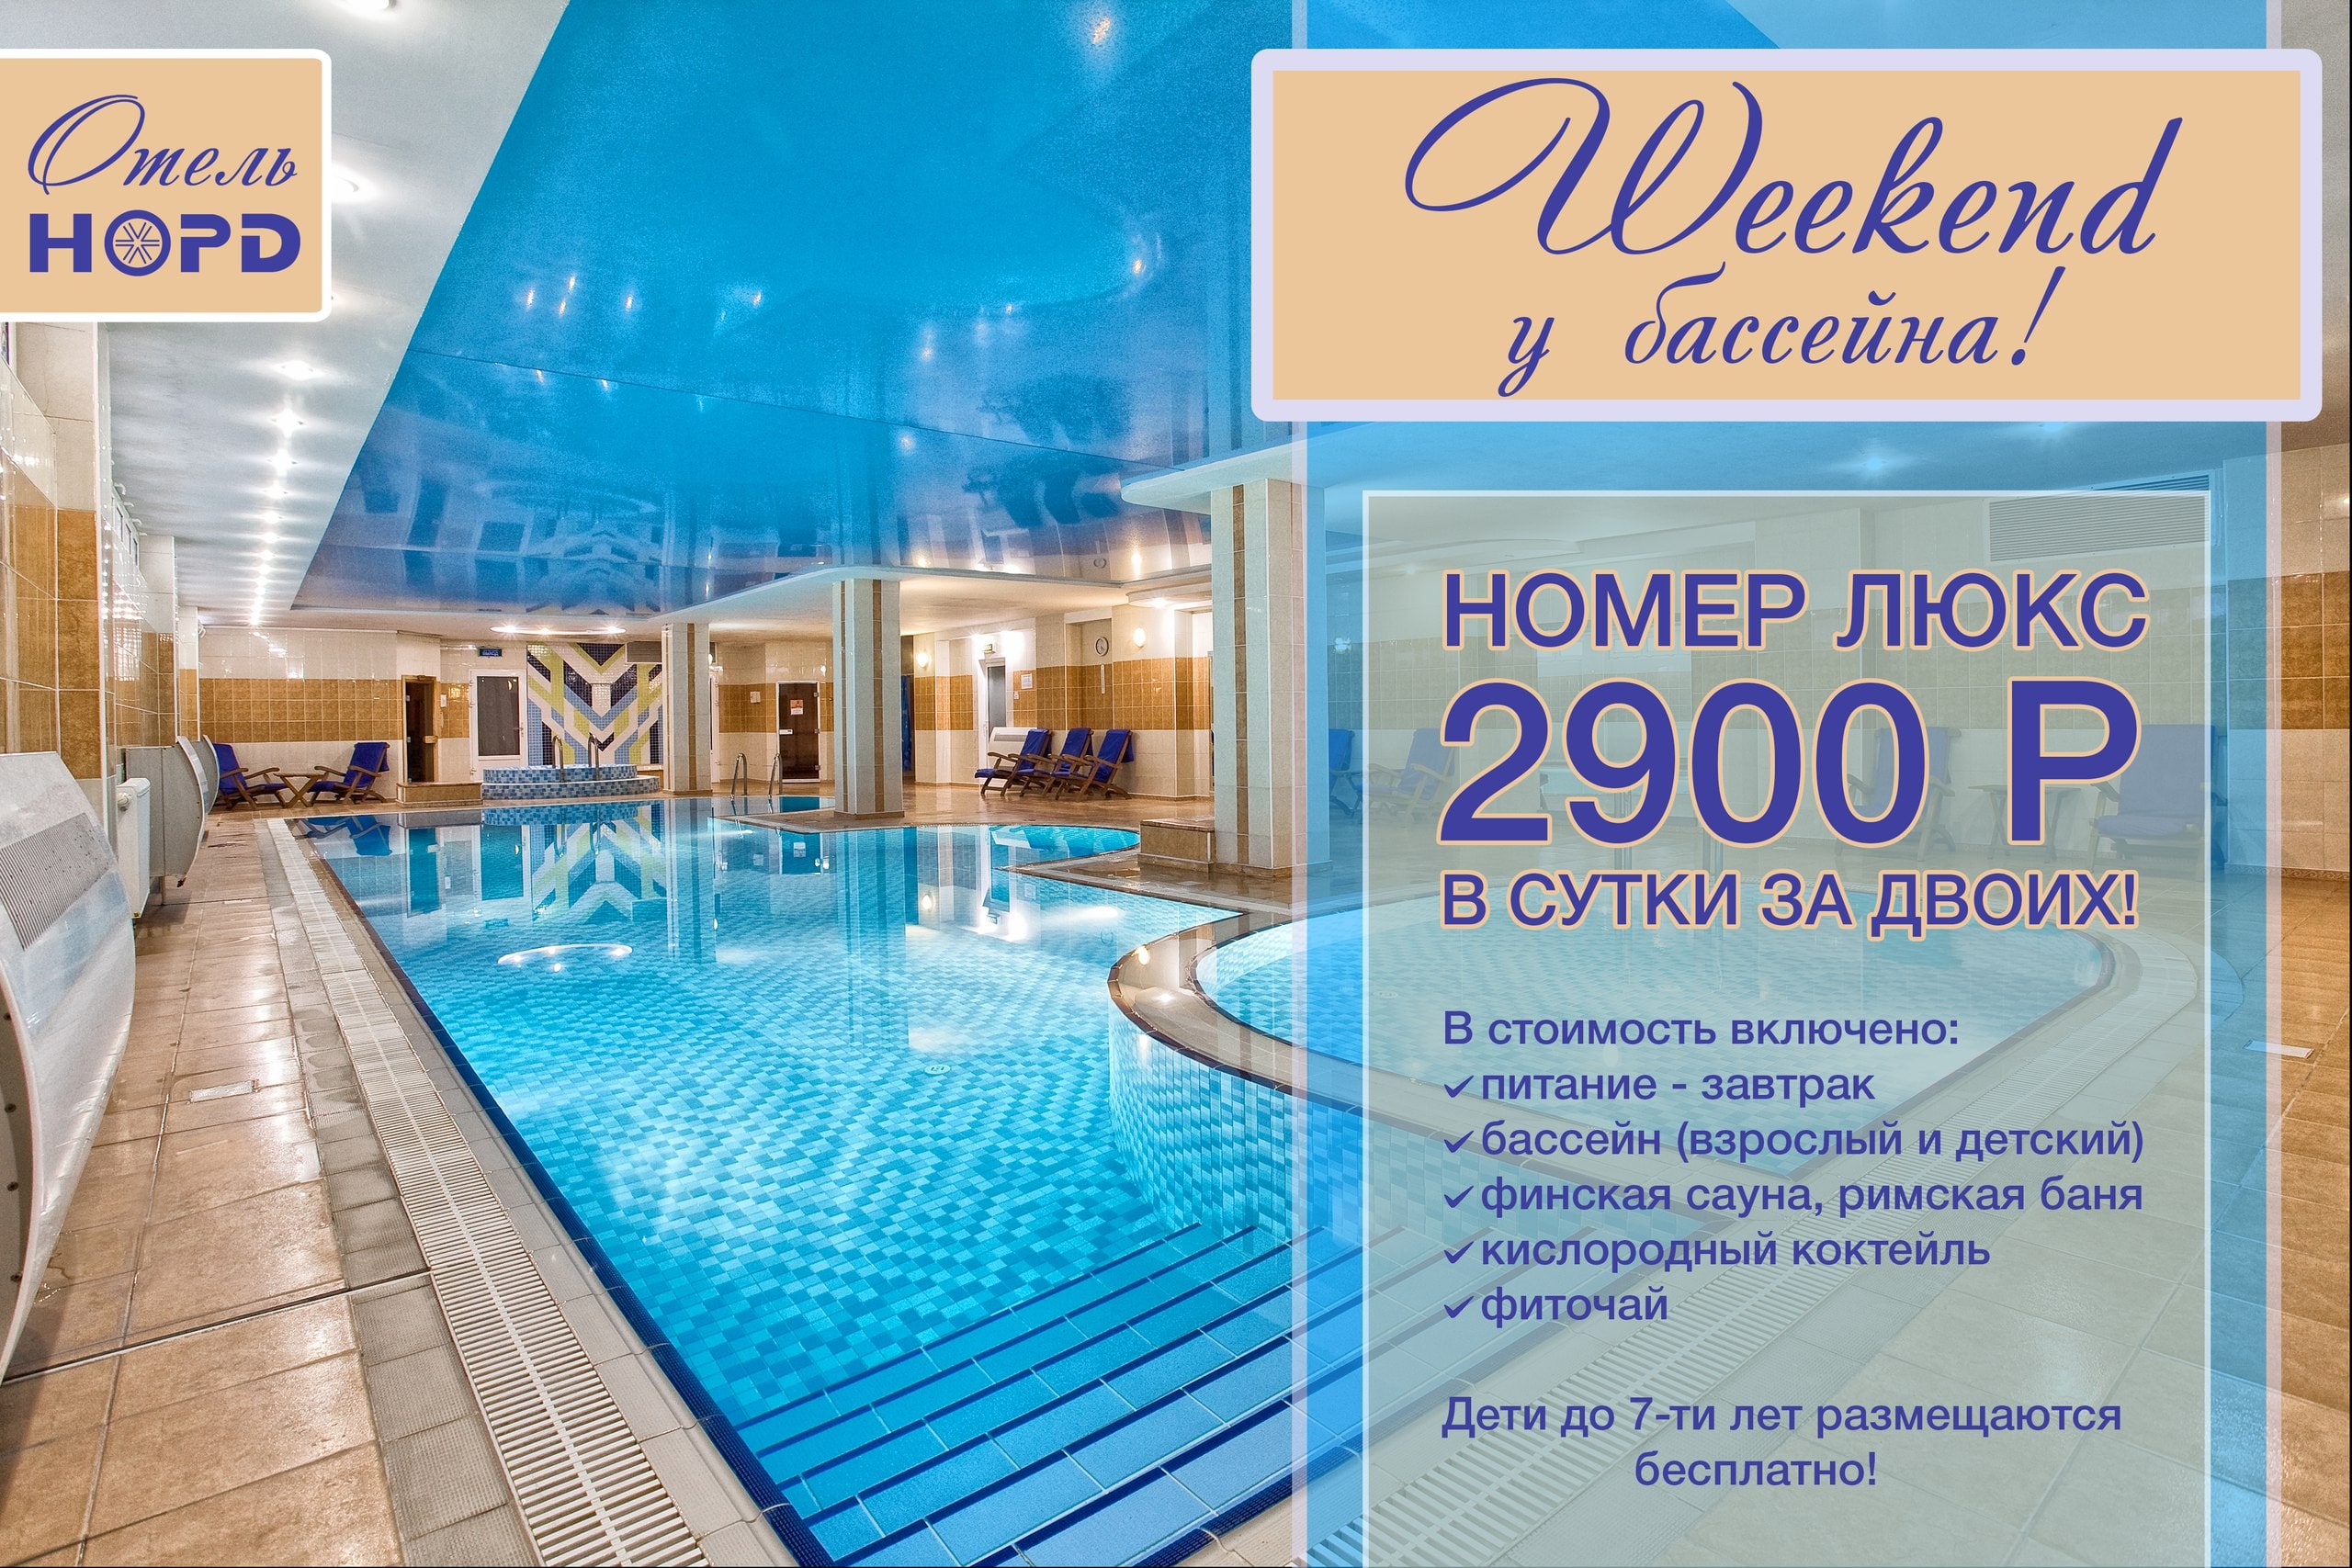 Отель
НОРД
Weekend
у бассейна!
НОМЕР ЛЮКС
2900 Р
В СУТКИ ЗА ДВОИХ!
В стоимость включено:
✓питание - завтрак
✓бассейн (взрослый и детский)
✓финская сауна, римская баня
✓кислородный коктейль
✓фиточай
Дети до 7-ти лет размещаются
бесплатно!